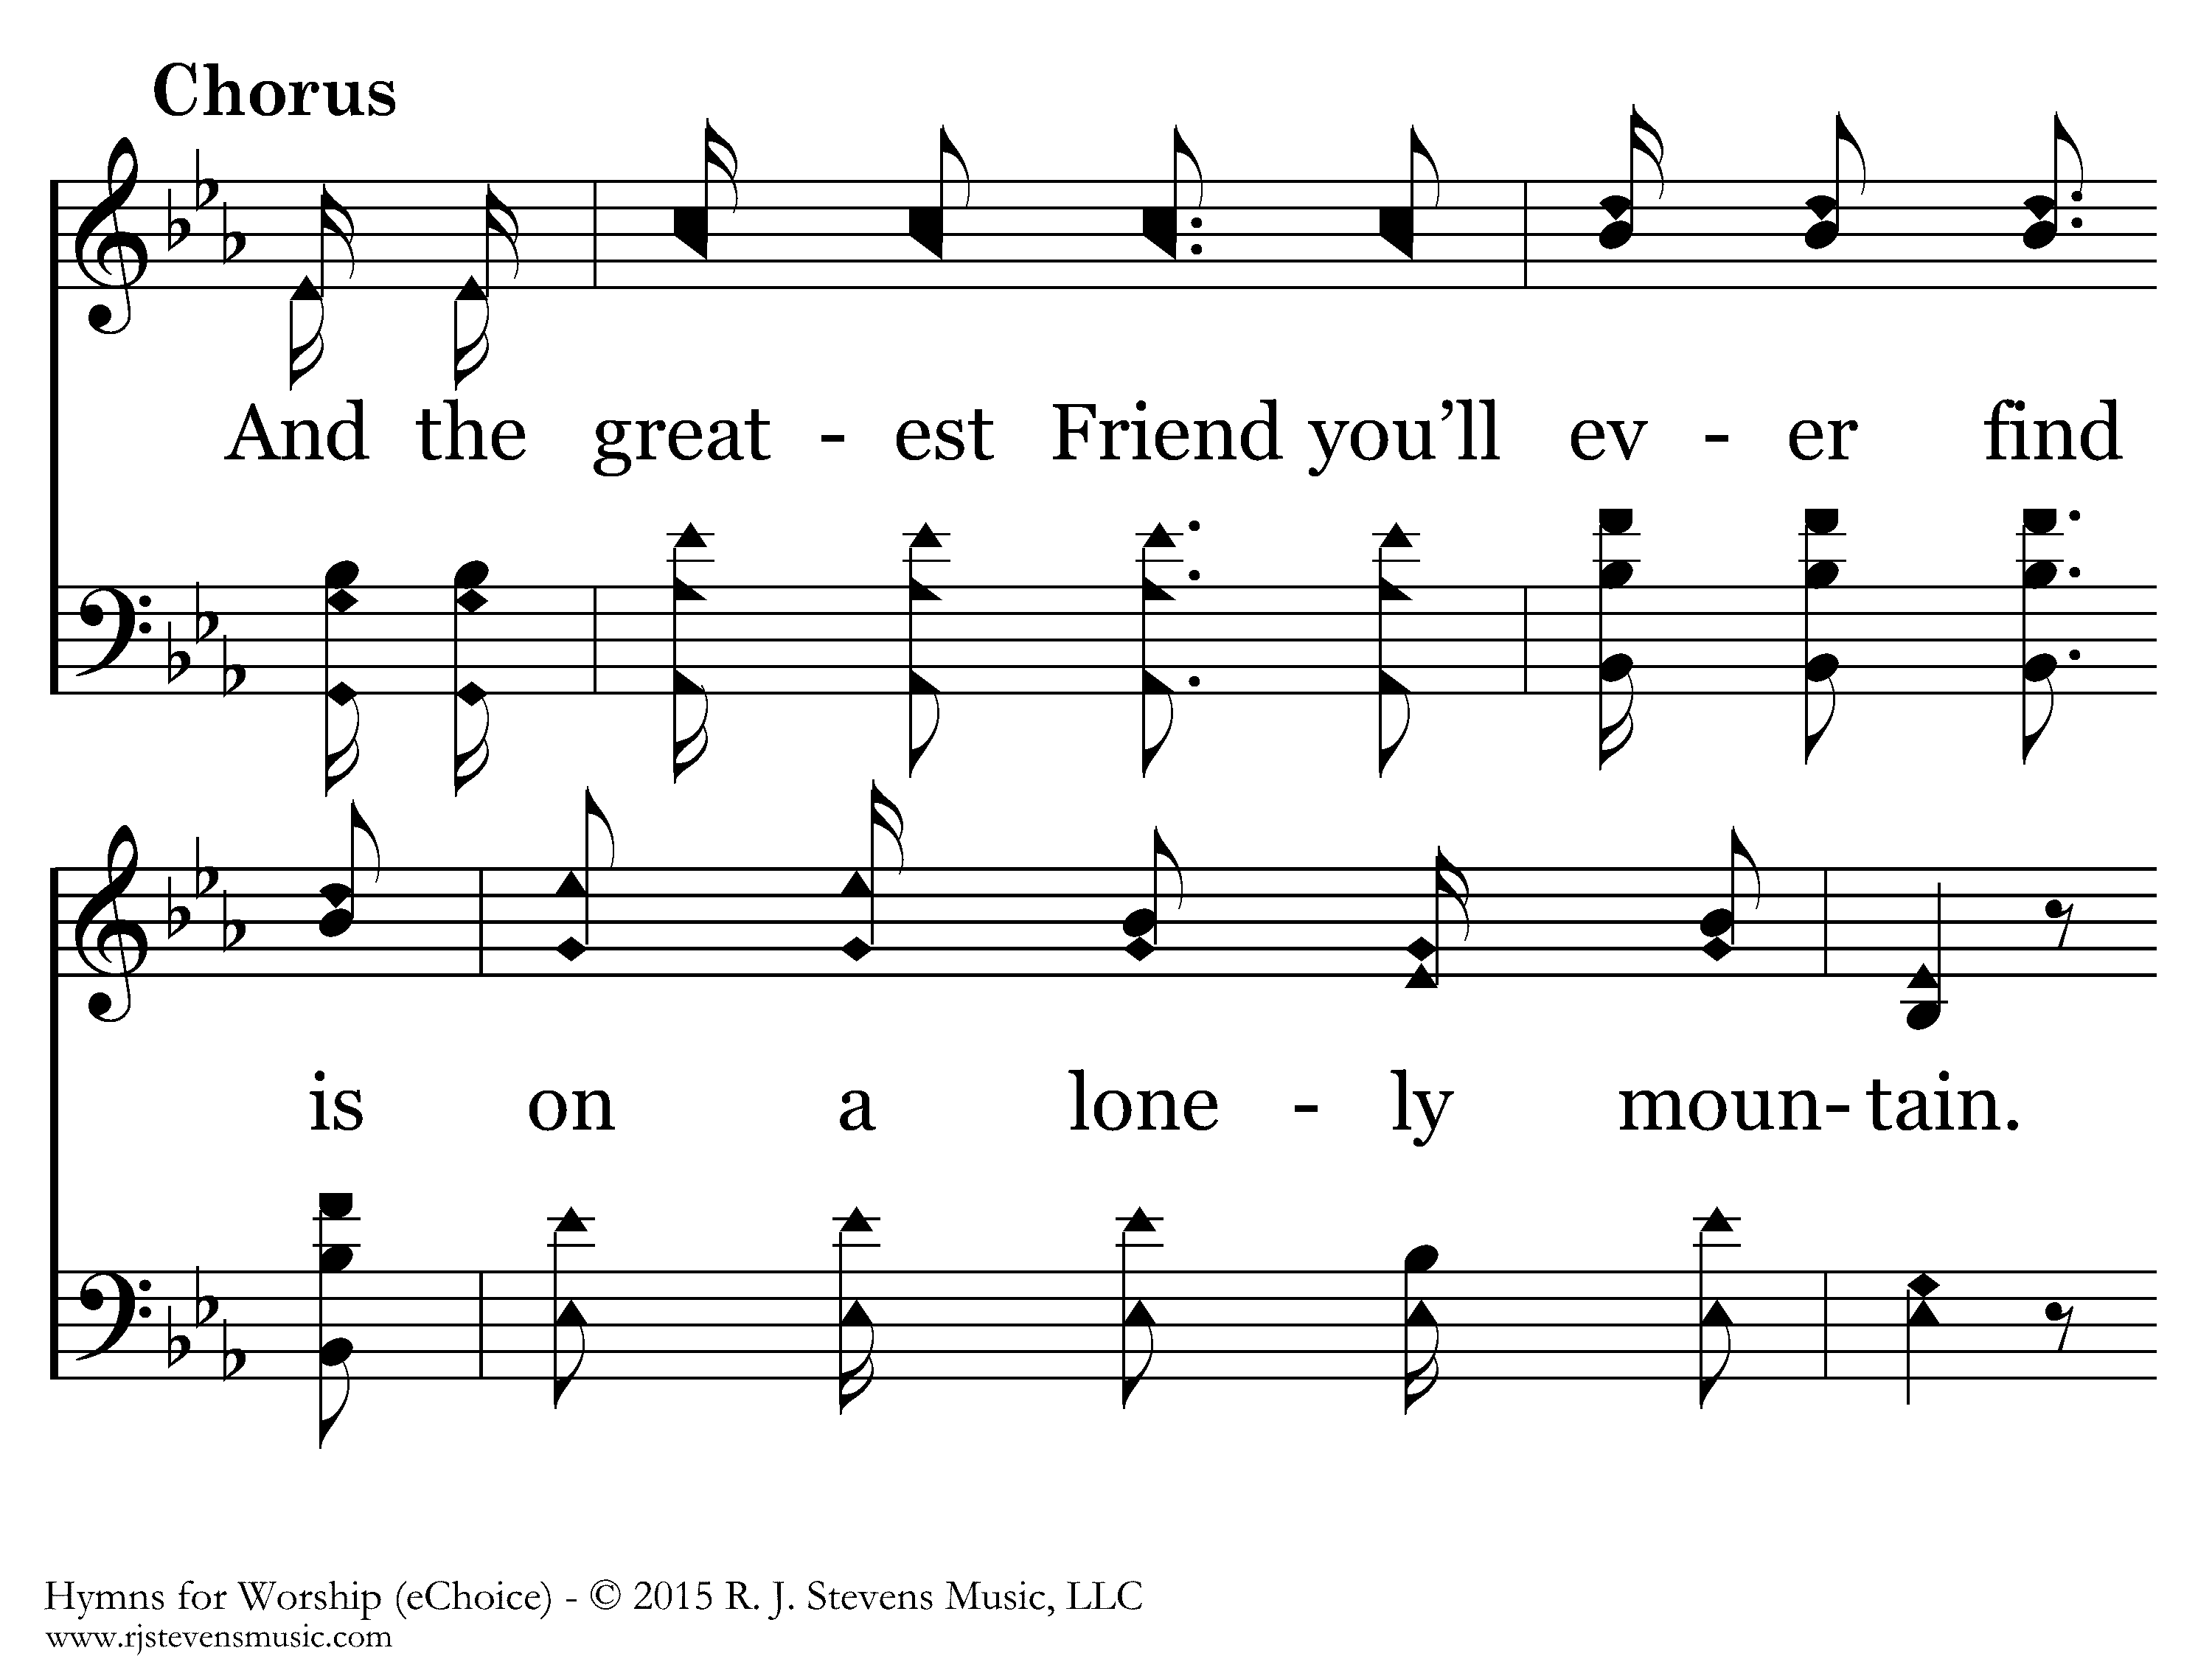 Chorus
And the great - est Friend you’ll ev - er find
is on a lone - ly moun- tain.
Hymns for Worship (eChoice) - © 2015 R. J. Stevens Music, LLC
www.rjstevensmusic.com